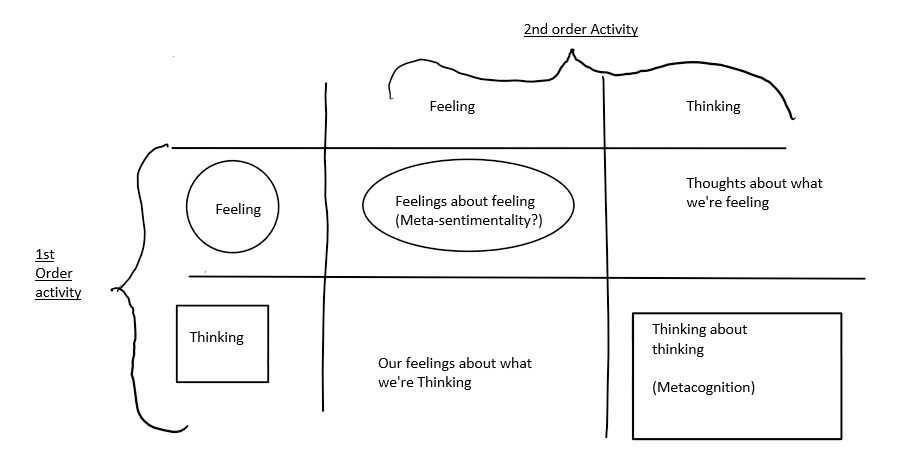 2nd order Activity
Feeling
Thinking
Feeling
Feelings about feeling
(Meta-sentimentality?)
Thoughts about what
we're feeling
1st
Order
activity
Thinking
Our feelings about what
we're Thinking
Thinking about
thinking
(Metacognition)